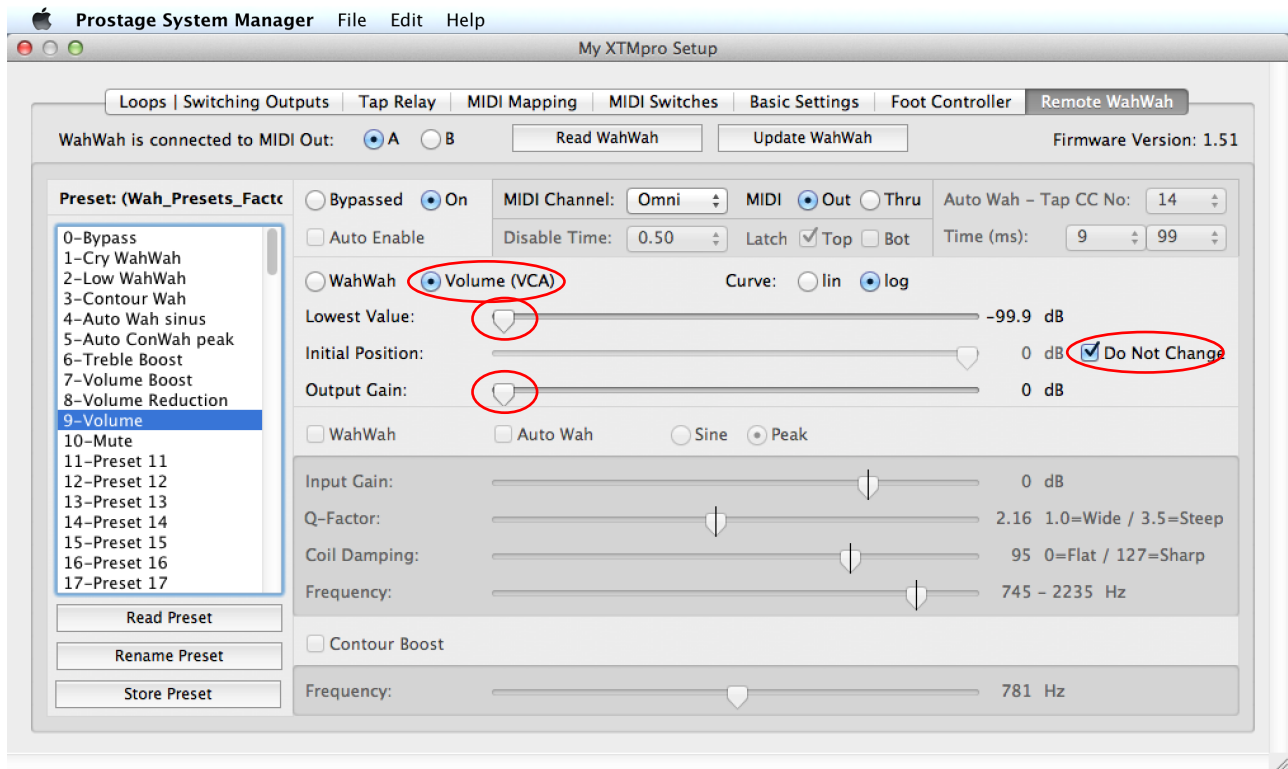 Prostage System Manager File Edit Help
My XTMpro Setup
Loops | Switching Outputs Tap Relay MIDI Mapping MIDI Switches Basic Settings Foot Controller Remote WahWah
WahWah is connected to MIDI Out: A B Read WahWah Update WahWah Firmware Version: 1.51
Preset: (Wah_Presets_Factc
0–Bypass
1–Cry WahWah
2–Low WahWah
3–Contour Wah
4–Auto Wah sinus
5–Auto ConWah peak
6–Treble Boost
7–Volume Boost
8–Volume Reduction
9–Volume
10–Mute
11–Preset 11
12–Preset 12
13–Preset 13
14–Preset 14
15–Preset 15
16–Preset 16
17–Preset 17
Read Preset
Rename Preset
Store Preset
Bypassed On MIDI Channel: Omni MIDI Out Thru Auto Wah – Tap CC No: 14
Auto Enable Disable Time: 0.50 Latch Top Bot Time (ms): 9 99
WahWah Volume (VCA) Curve: lin log
Lowest Value: –99.9 dB
Initial Position: 0 dB Do Not Change
Output Gain: 0 dB
WahWah Auto Wah Sine Peak
Input Gain: 0 dB
Q–Factor: 2.16 1.0=Wide / 3.5=Steep
Coil Damping: 95 0=Flat / 127=Sharp
Frequency: 745 – 2235 Hz
Contour Boost
Frequency: 781 Hz